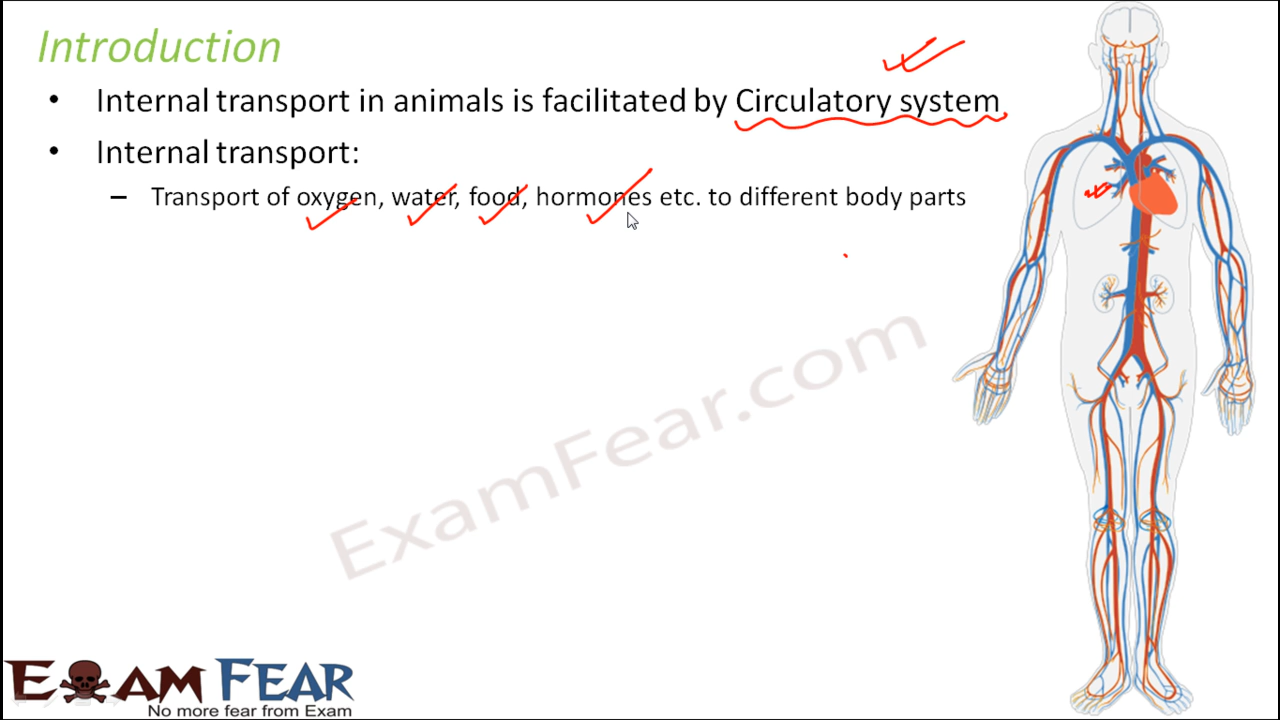 Introduction
• Internal transport in animals is facilitated by Circulatory system
• Internal transport:
– Transport of oxygen, water, food, hormones etc. to different body parts
ExamFear.com
EXAM FEAR
No more fear from Exam